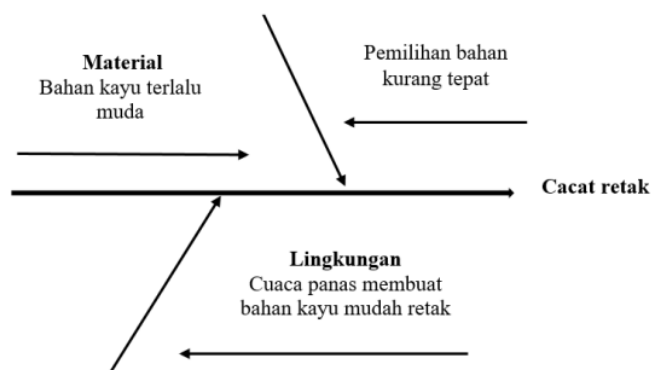 Material
Bahan kayu terlalu
muda
Pemilihan bahan
kurang tepat
Cacat retak
Lingkungan
Cuaca panas membuat
bahan kayu mudah retak